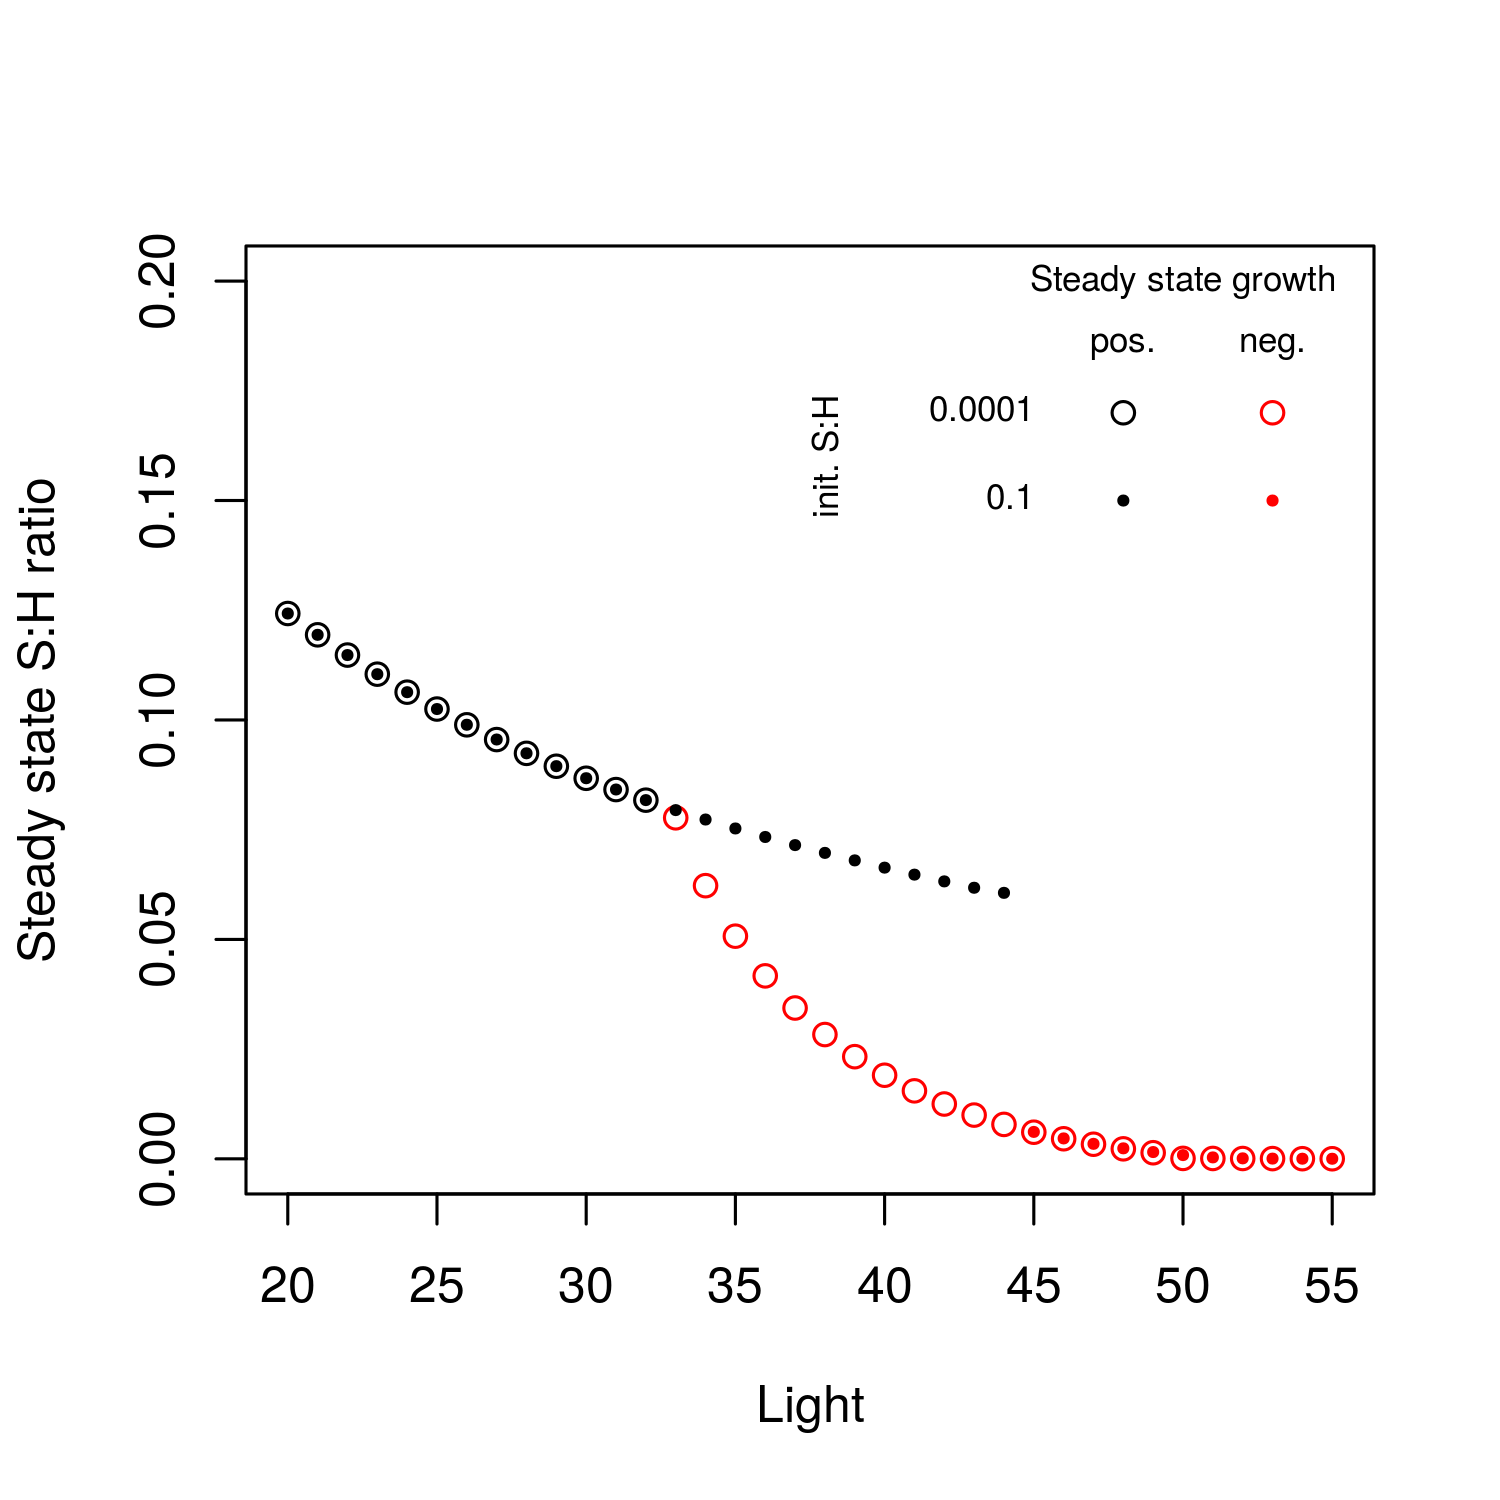 Steady state growth
pos. neg.
init. S:H
0.0001
0.1
Steady state S:H ratio
0.20
0.15
0.10
0.05
0.00
20 25 30 35 40 45 50 55
Light